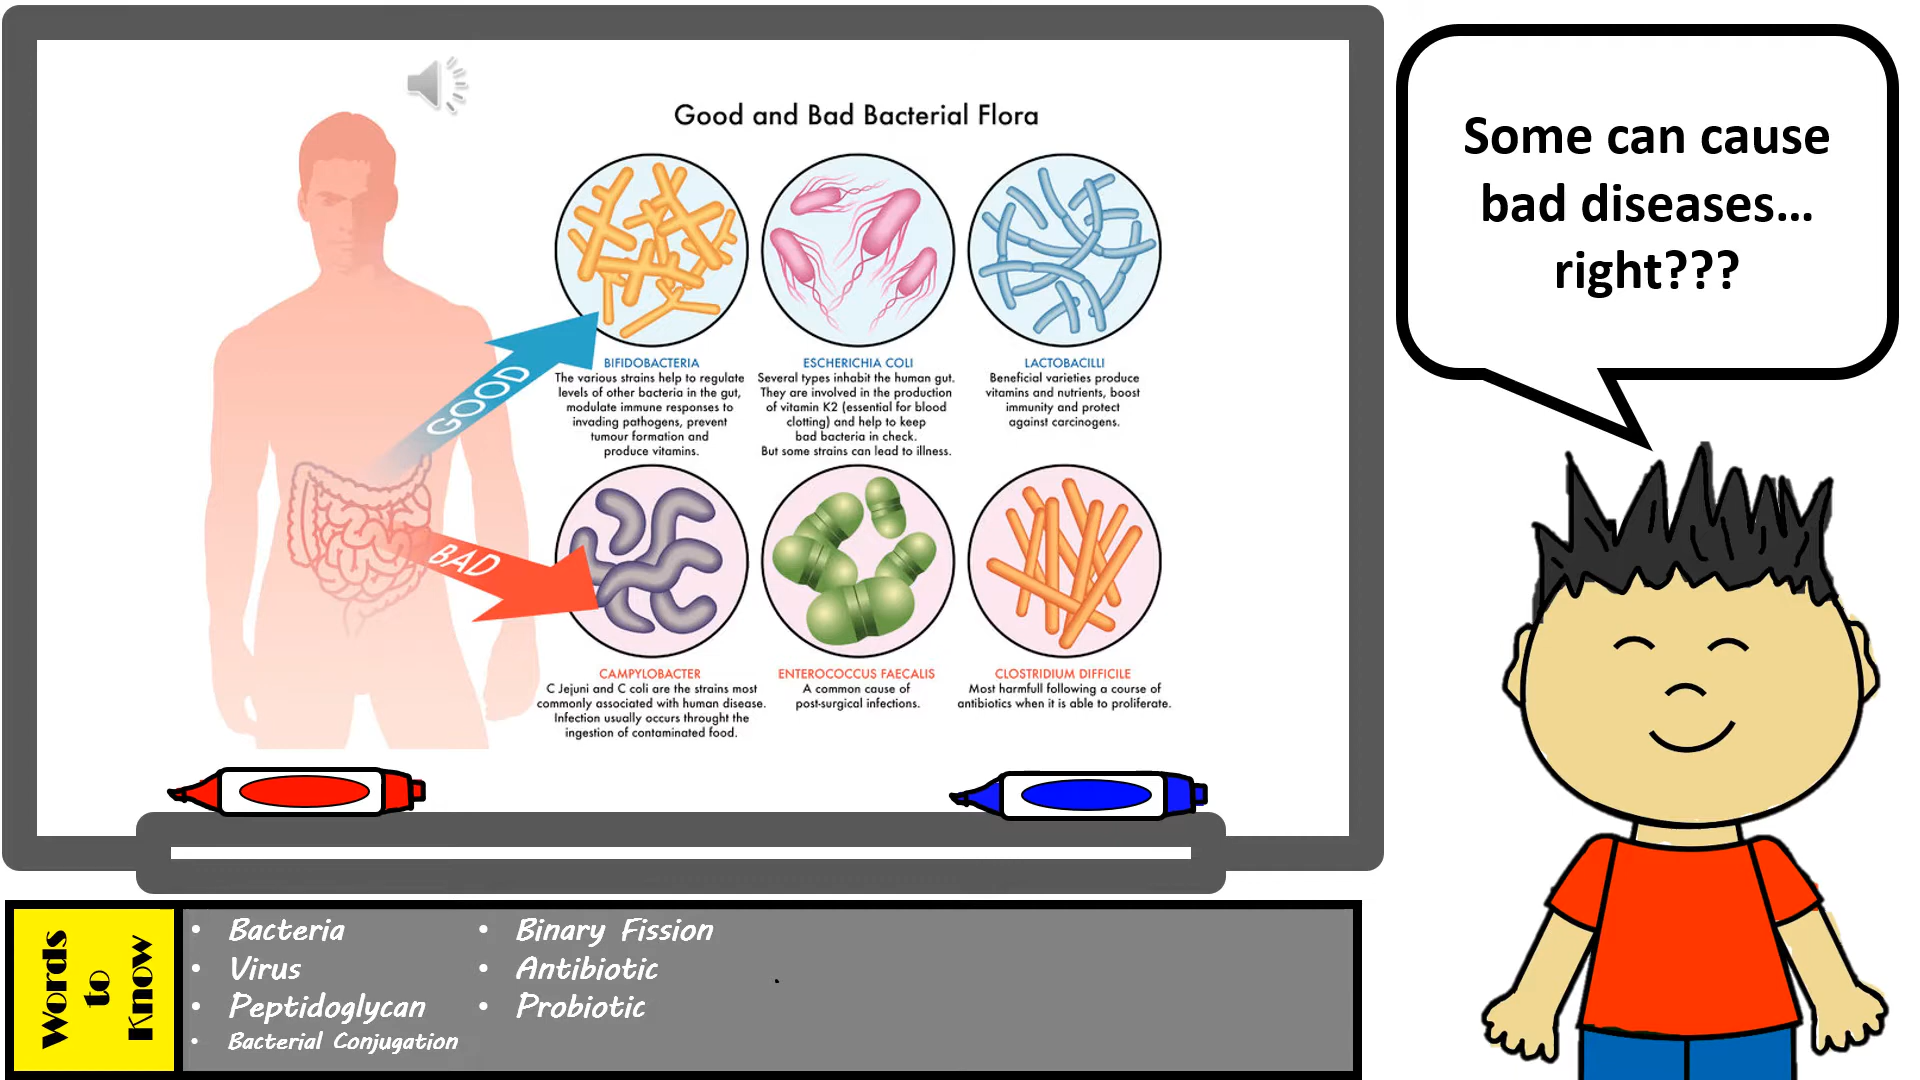 Good and Bad Bacterial Flora
GOOD
BIFIDOBACTERIA
The various strains help to regulate
levels of other bacteria in the gut,
modulate immune responses to
invading pathogens, prevent
tumour formation and
produce vitamins.
ESCHERICHIA COLI
Several types inhabit the human gut.
They are involved in the production
of vitamin K2 (essential for blood
clotting) and help to keep
bad bacteria in check.
But some strains can lead to illness.
LACTOBACILLI
Beneficial varieties produce
vitamins and nutrients, boost
immunity and protect
against carcinogens.
BAD
CAMPYLOBACTER
C Jejuni and C coli are the strains most
commonly associated with human disease.
Infection usually occurs throught the
ingestion of contaminated food.
ENTEROCOCCUS FAECALIS
A common cause of
post-surgical infections.
CLOSTRIDIUM DIFFICILE
Most harmfull following a course of
antibiotics when it is able to proliferate.
Some can cause
bad diseases...
right???
Words
to
Know
• Bacteria
• Virus
• Peptidoglycan
• Bacterial Conjugation
• Binary Fission
• Antibiotic
• Probiotic